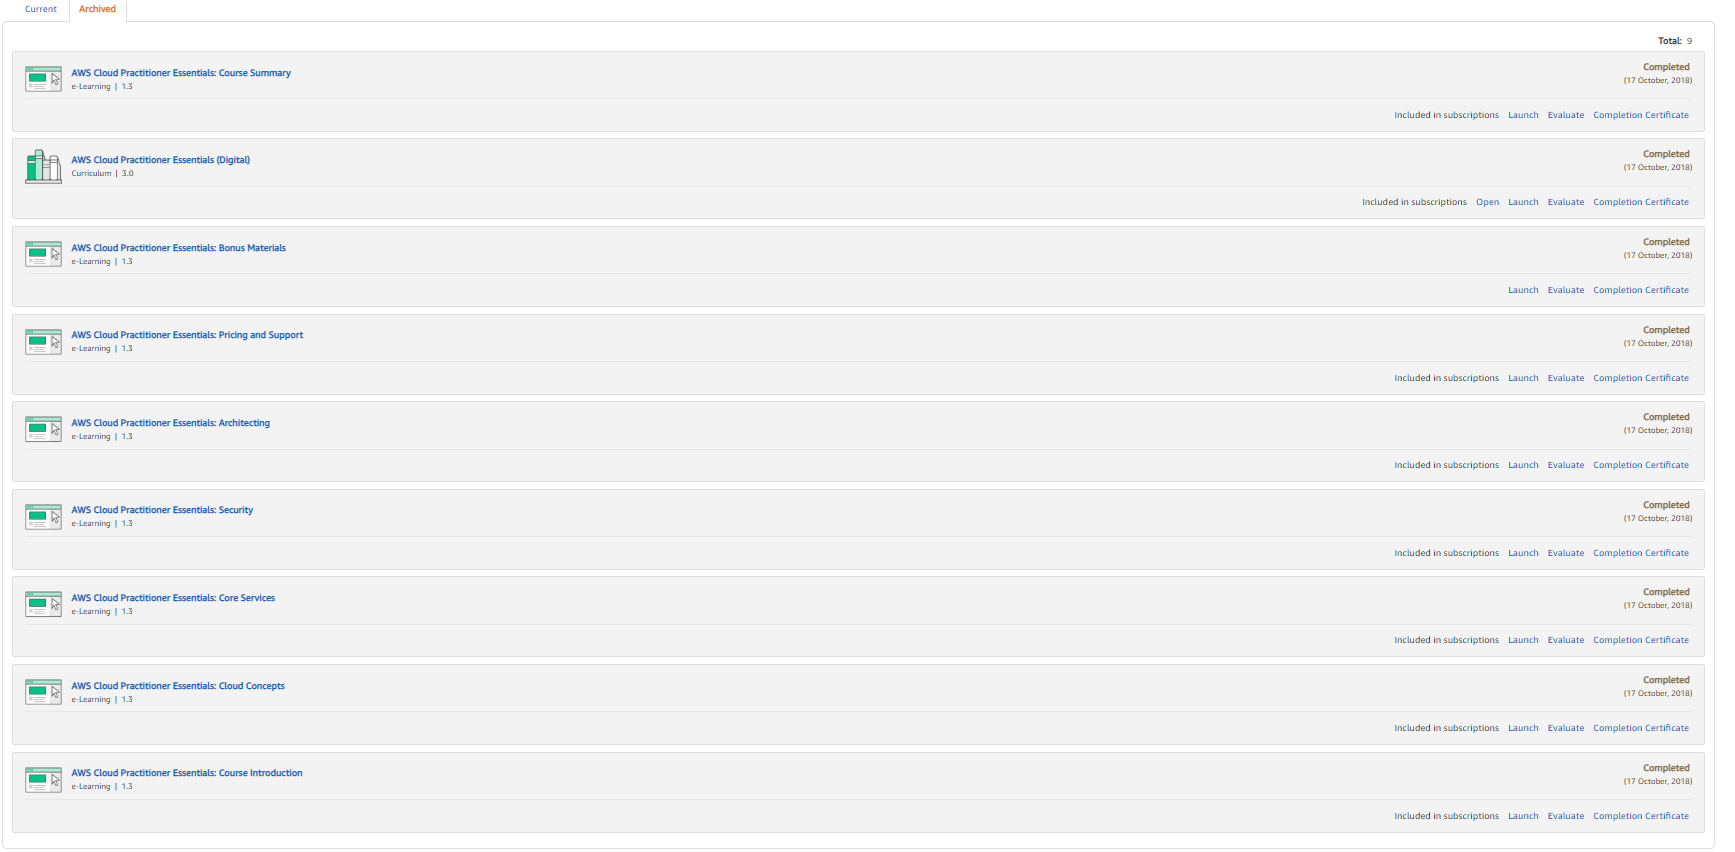 Current Archived
Total: 9
AWS Cloud Practitioner Essentials: Course Summary
Completed
e-Learning | 1.3
(17 October, 2018)
Included in subscriptions Launch Evaluate Completion Certificate
AWS Cloud Practitioner Essentials (Digital)
Completed
Curriculum | 3.0
(17 October, 2018)
Included in subscriptions Open Launch Evaluate Completion Certificate
AWS Cloud Practitioner Essentials: Bonus Materials
Completed
e-Learning | 1.3
(17 October, 2018)
Launch Evaluate Completion Certificate
AWS Cloud Practitioner Essentials: Pricing and Support
Completed
e-Learning | 1.3
(17 October, 2018)
Included in subscriptions Launch Evaluate Completion Certificate
AWS Cloud Practitioner Essentials: Architecting
Completed
e-Learning | 1.3
(17 October, 2018)
Included in subscriptions Launch Evaluate Completion Certificate
AWS Cloud Practitioner Essentials: Security
Completed
e-Learning | 1.3
(17 October, 2018)
Included in subscriptions Launch Evaluate Completion Certificate
AWS Cloud Practitioner Essentials: Core Services
Completed
e-Learning | 1.3
(17 October, 2018)
Included in subscriptions Launch Evaluate Completion Certificate
AWS Cloud Practitioner Essentials: Cloud Concepts
Completed
e-Learning | 1.3
(17 October, 2018)
Included in subscriptions Launch Evaluate Completion Certificate
AWS Cloud Practitioner Essentials: Course Introduction
Completed
e-Learning | 1.3
(17 October, 2018)
Included in subscriptions Launch Evaluate Completion Certificate